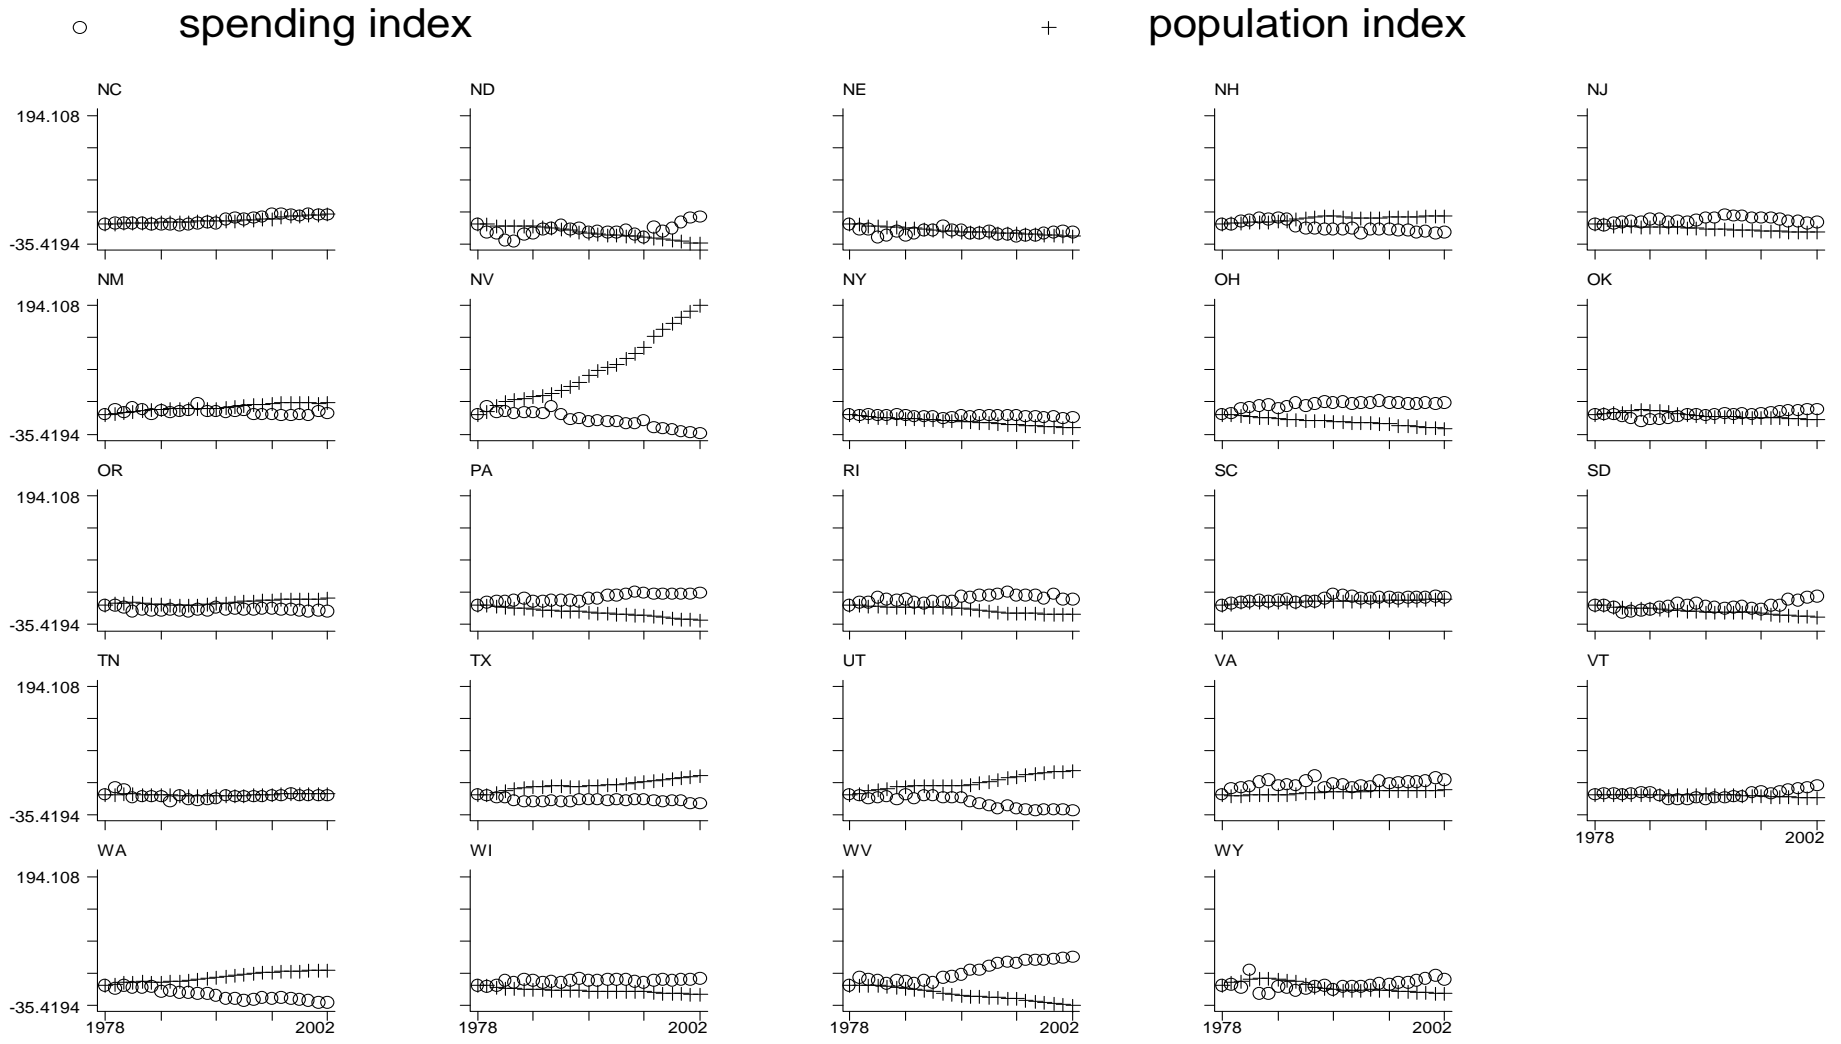 spending index population index
NC ND NE NH NJ
194.108
-35.4194
NM NV NY OH OK
194.108
-35.4194
OR PA RI SC SD
194.108
-35.4194
TN TX UT VA VT
194.108
-35.4194
1978 2002
WA WI WV WY
194.108
-35.4194
1978 2002 1978 2002 1978 2002 1978 2002